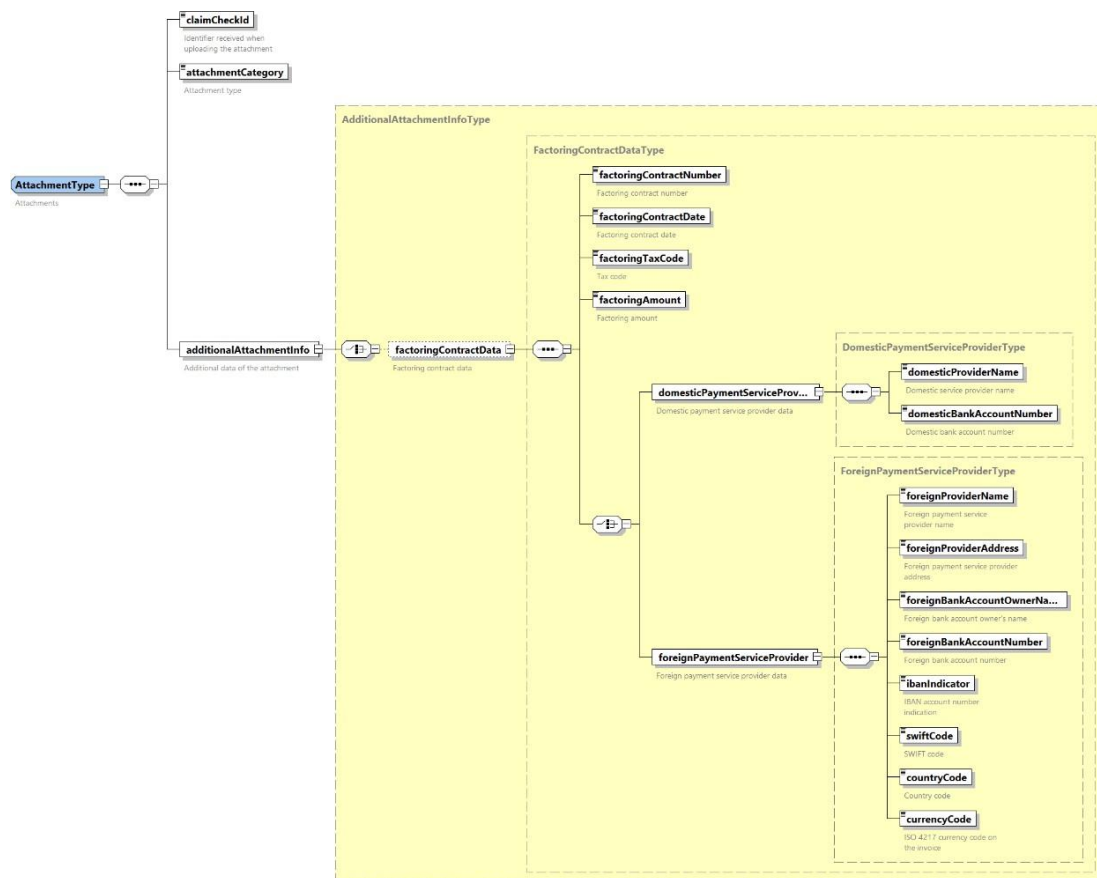 claimCheckId
Identifier received when
uploading the attachment
attachmentCategory
Attachment type
AttachmentType
Attachments
additionalAttachmentInfo
Additional data of the attachment
AdditionalAttachmentInfoType
factoringContractData
Factoring contract data
FactoringContractDataType
factoringContractNumber
Factoring contract number
factoringContractDate
Factoring contract date
factoringTaxCode
Tax code
factoringAmount
Factoring amount
domesticPaymentServiceProv...
Domestic payment service provider data
DomesticPaymentServiceProviderType
domesticProviderName
Domestic service provider name
domesticBankAccountNumber
Domestic bank account number
foreignPaymentServiceProvider
Foreign payment service provider data
ForeignPaymentServiceProviderType
foreignProviderName
Foreign payment service
provider name
foreignProviderAddress
Foreign payment service provider
address
foreignBankAccountOwnerNa...
Foreign bank account owner's name
foreignBankAccountNumber
Foreign bank account number
ibanIndicator
IBAN account number
indication
swiftCode
SWIFT code
countryCode
Country code
currencyCode
ISO 4217 currency code on
the invoice